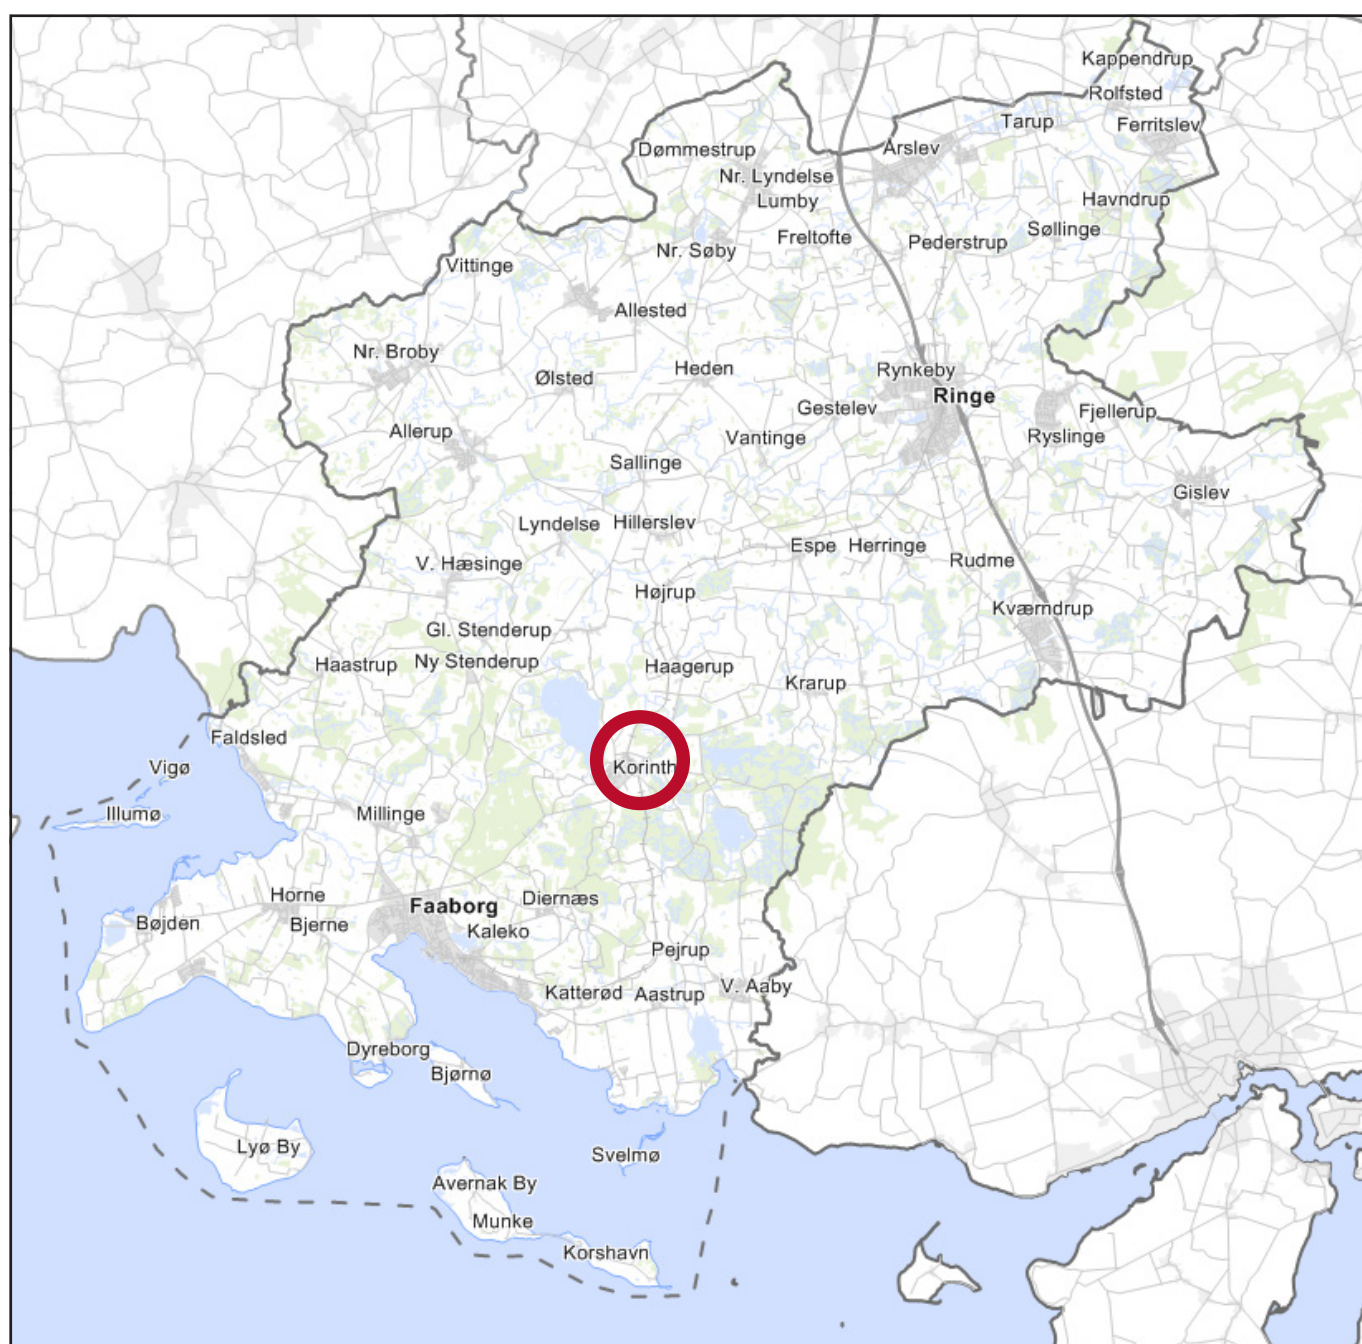 Kappendrup
Rolfsted
Tarup
Ferritslev
Dømmestrup
Årslev
Nr. Lyndelse
Lumby
Havndrup
Freltofte
Pederstrup
Søllinge
Nr. Søby
Vittinge
Allested
Nr. Broby
Heden
Rynkeby
Ølsted
Ringe
Gestelev
Fjellerup
Allerup
Vantinge
Ryslinge
Sallinge
Gislev
Lyndelse
Hillerslev
Espe
Herringe
Rudme
V. Hæsinge
Højrup
Kværndrup
Gl. Stenderup
Haastrup
Ny Stenderup
Haagerup
Krarup
Faldsled
Vigø
Korinth
Illumø
Millinge
Horne
Faaborg
Diernæs
Bøjden
Bjerne
Kaleko
Pejrup
Katterød
Aastrup
V. Aaby
Dyreborg
Bjørnø
Lyø By
Svelmø
Avernak By
Munke
Korshavn